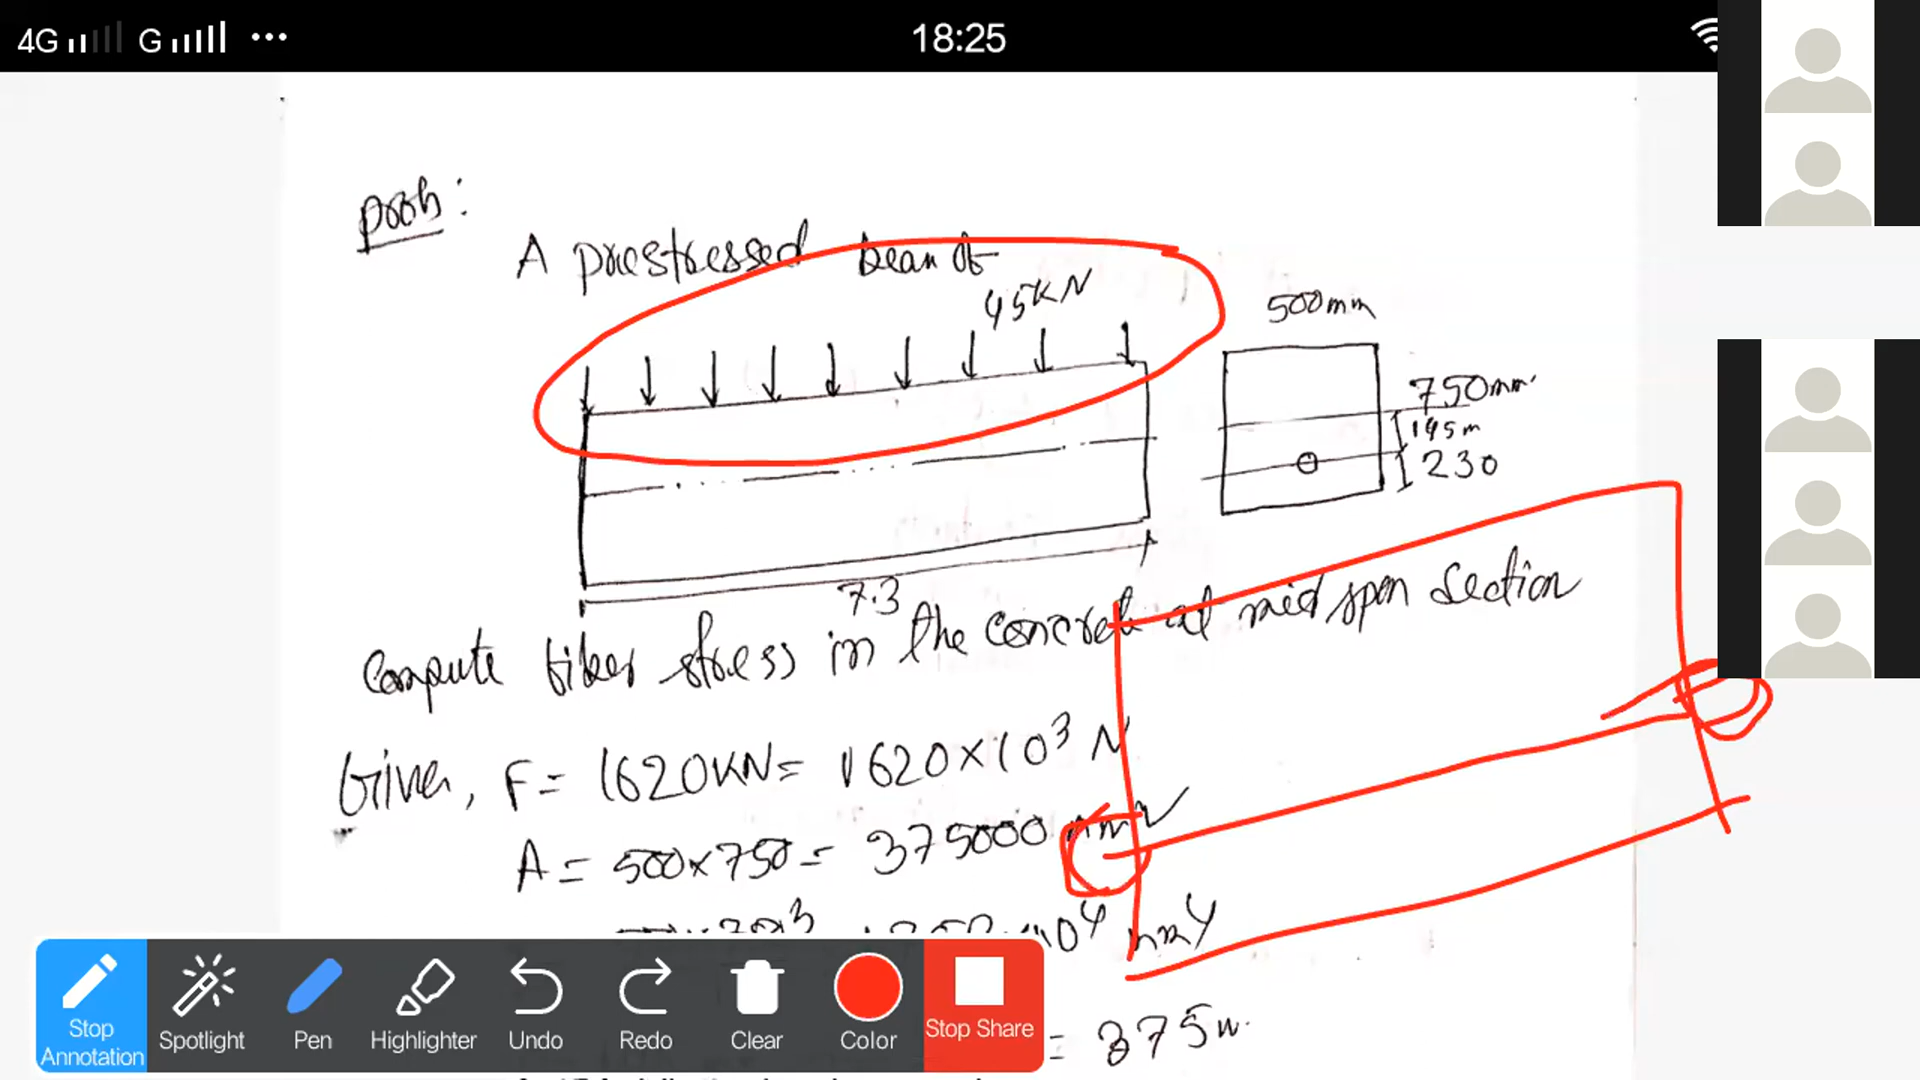 4G G ... 18:25
Prob:
A prestressed beam of
45KN
500mm
750mm
145m
230
7.3
Compute fiber stress in the concrete at mid span section
Given, F = 1620KN = 1620×10³ N
A = 500×750 = 375000 mm²
10⁴ mm4
= 375m
Stop Annotation
Spotlight
Pen
Highlighter
Undo
Redo
Clear
Color
Stop Share